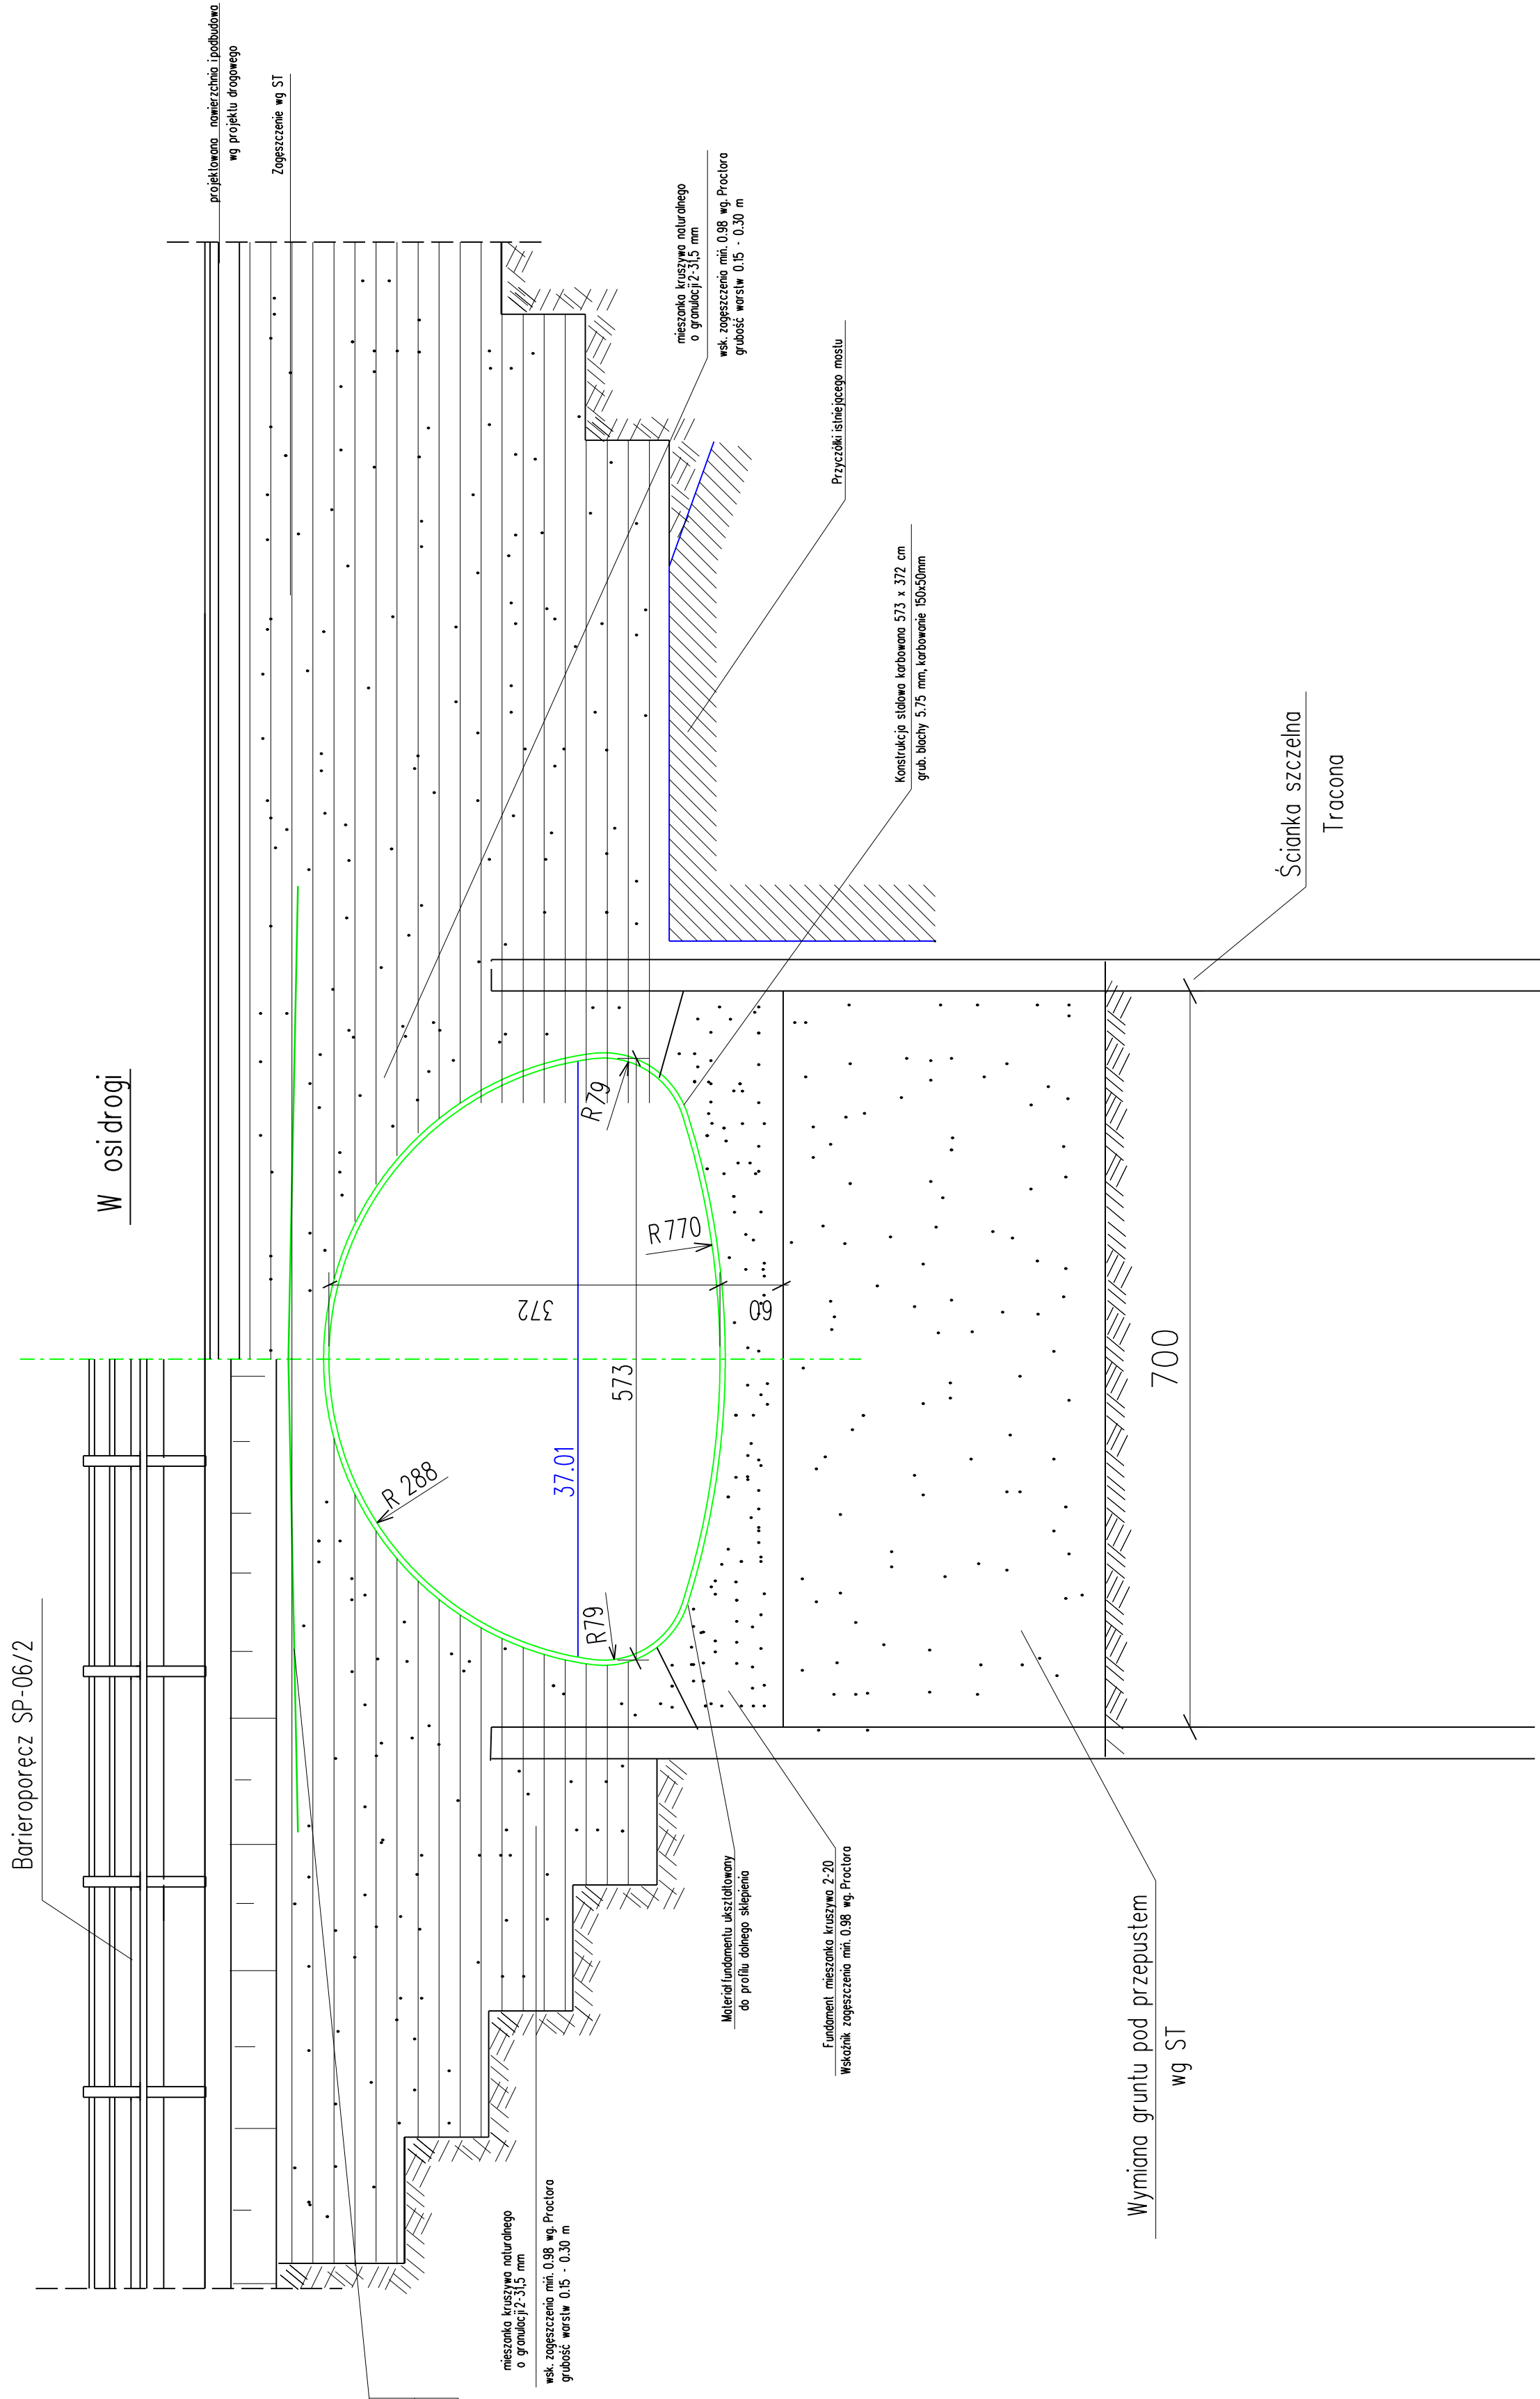 Barieroporęcz SP-06/2
W osi drogi
projektowana nawierzchnia i podbudowa
wg projektu drogowego
Zagęszczenie wg ST
mieszanka kruszywa naturalnego
o granulacji 2-31,5 mm
wsk. zagęszczenia min. 0.98 wg. Proctora
grubość warstw 0.15 - 0.30 m
Przyczółki istniejącego mostu
Konstrukcja stalowa karbowana 573 x 372 cm
grub. blachy 5.75 mm, karbowanie 150x50mm
Ścianka szczelna
Tracona
R 288
37.01
R79
R79
573
372
R 770
60
700
mieszanka kruszywa naturalnego
o granulacji 2-31,5 mm
wsk. zagęszczenia min. 0.98 wg. Proctora
grubość warstw 0.15 - 0.30 m
Materiał fundamentu ukształtowany
do profilu dolnego sklepienia
Fundament mieszanka kruszywa 2-20
Wskaźnik zagęszczenia min. 0.98 wg. Proctora
Wymiana gruntu pod przepustem
wg ST